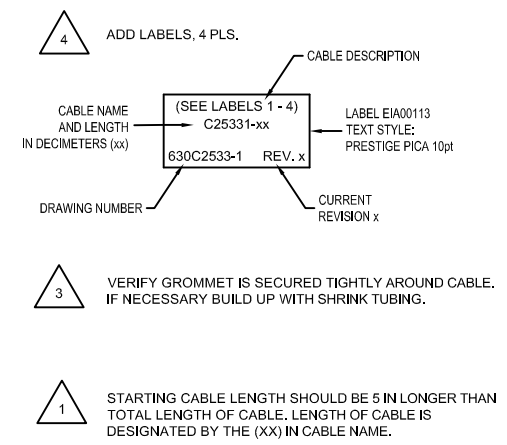 4
ADD LABELS, 4 PLS.
CABLE DESCRIPTION
(SEE LABELS 1 - 4)
C25331-xx
630C2533-1 REV. x
CABLE NAME
AND LENGTH
IN DECIMETERS (xx)
LABEL EIA00113
TEXT STYLE:
PRESTIGE PICA 10pt
DRAWING NUMBER
CURRENT
REVISION x
3
VERIFY GROMMET IS SECURED TIGHTLY AROUND CABLE.
IF NECESSARY BUILD UP WITH SHRINK TUBING.
1
STARTING CABLE LENGTH SHOULD BE 5 IN LONGER THAN
TOTAL LENGTH OF CABLE. LENGTH OF CABLE IS
DESIGNATED BY THE (XX) IN CABLE NAME.